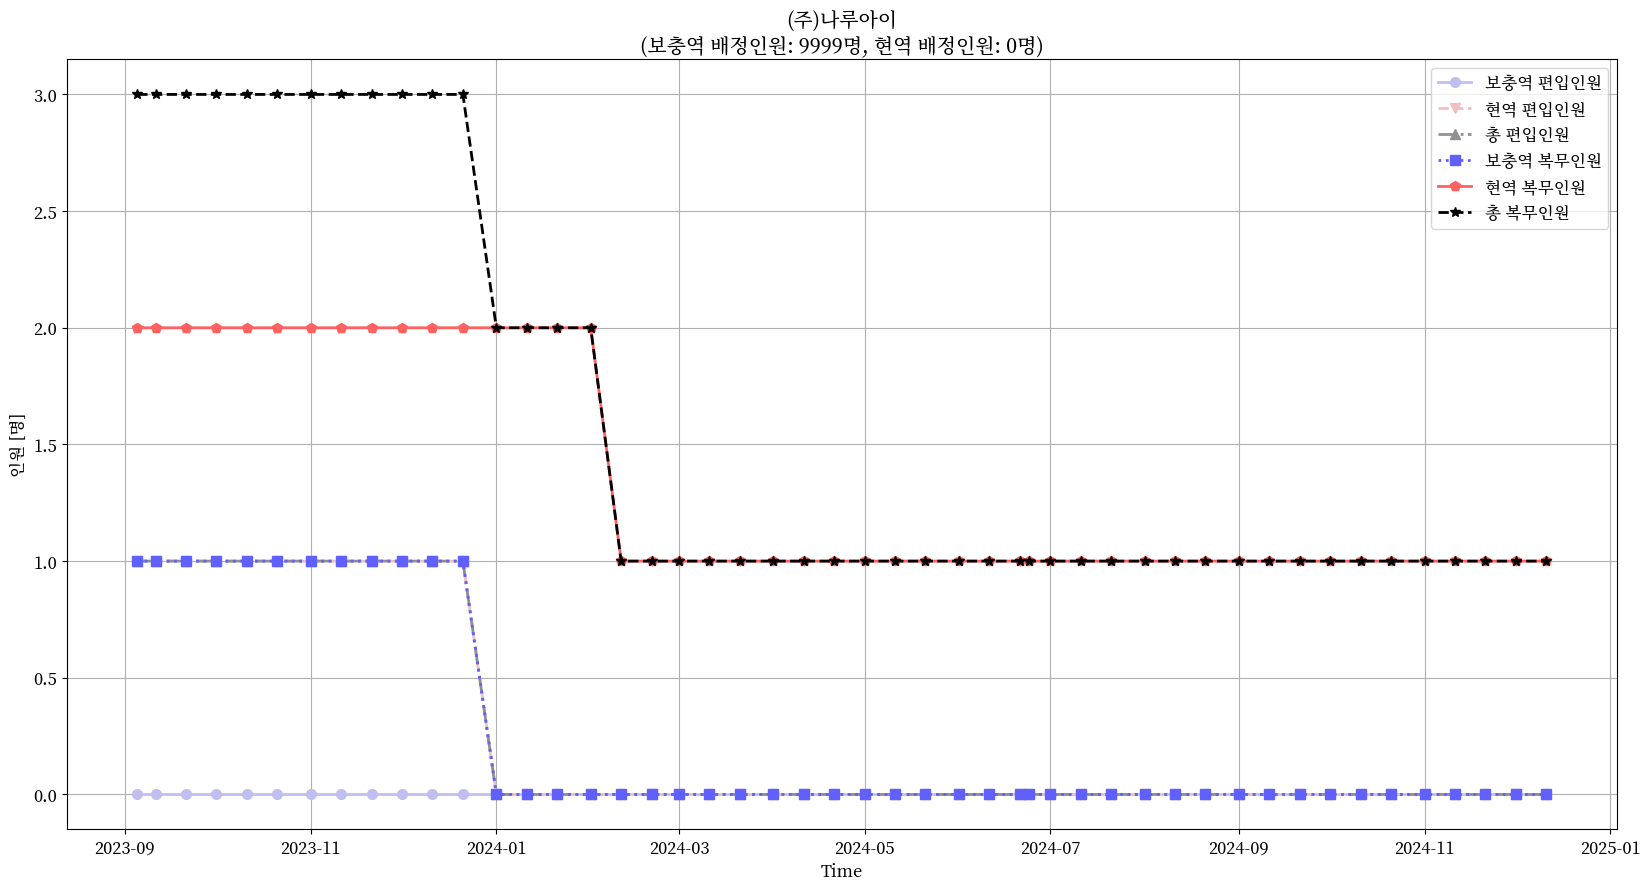 (주)나루아이
(보충역 배정인원: 9999명, 현역 배정인원: 0명)
보충역 편입인원
현역 편입인원
총 편입인원
보충역 복무인원
현역 복무인원
총 복무인원
인원 [명]
3.0
2.5
2.0
1.5
1.0
0.5
0.0
2023-09
2023-11
2024-01
2024-03
2024-05
2024-07
2024-09
2024-11
2025-01
Time